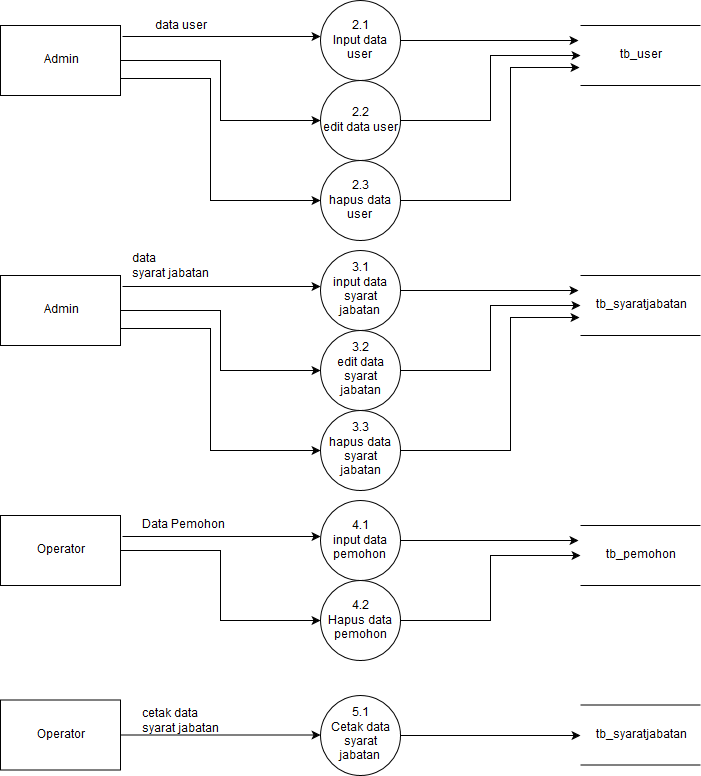 data user
Admin
2.1
Input data
user
tb_user
2.2
edit data user
2.3
hapus data
user
data
syarat jabatan
Admin
3.1
input data
syarat
jabatan
tb_syaratjabatan
3.2
edit data
syarat
jabatan
3.3
hapus data
syarat
jabatan
Data Pemohon
Operator
4.1
input data
pemohon
tb_pemohon
4.2
Hapus data
pemohon
cetak data
syarat jabatan
Operator
5.1
Cetak data
syarat
jabatan
tb_syaratjabatan